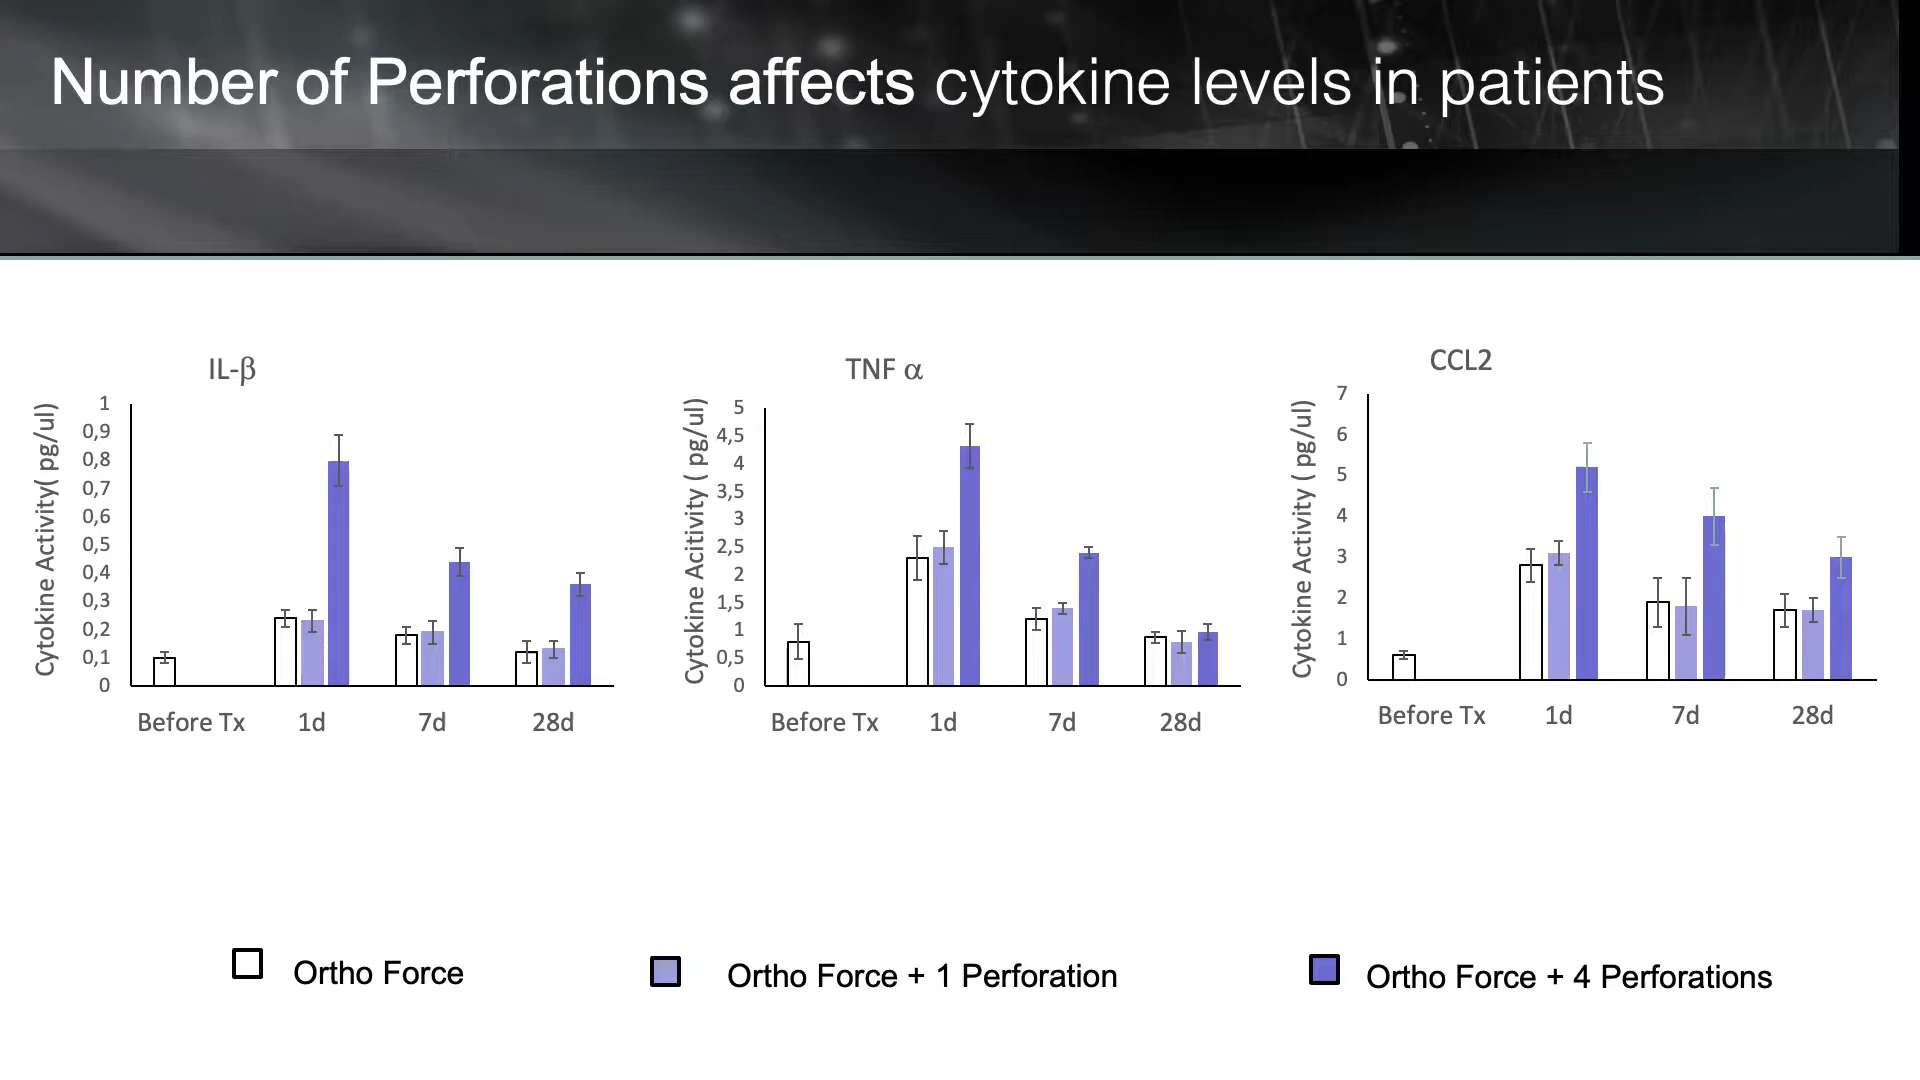 Number of Perforations affects cytokine levels in patients
IL-β
Cytokine Activity( pg/ul)
1
0,9
0,8
0,7
0,6
0,5
0,4
0,3
0,2
0,1
0
Before Tx 1d 7d 28d
TNF α
Cytokine Acitivity ( pg/ul)
5
4,5
4
3,5
3
2,5
2
1,5
1
0,5
0
Before Tx 1d 7d 28d
CCL2
Cytokine Activity ( pg/ul)
7
6
5
4
3
2
1
0
Before Tx 1d 7d 28d
Ortho Force
Ortho Force + 1 Perforation
Ortho Force + 4 Perforations